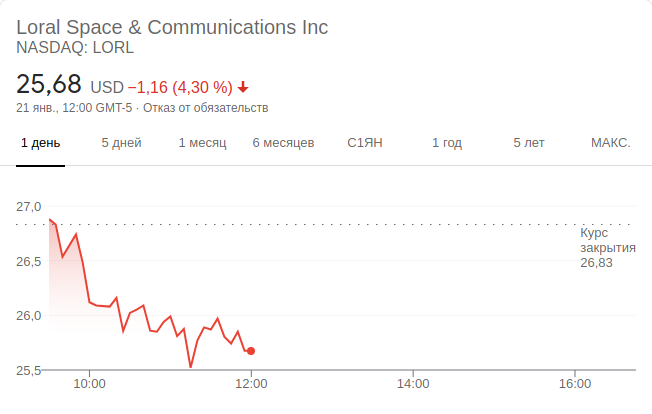 Loral Space & Communications Inc
NASDAQ: LORL
25,68 USD −1,16 (4,30 %)
21 янв., 12:00 GMT-5 · Отказ от обязательств
1 день 5 дней 1 месяц 6 месяцев С1ЯН 1 год 5 лет МАКС.
27,0
Курс
закрытия
26,5
26,83
26,0
25,5
10:00 12:00 14:00 16:00